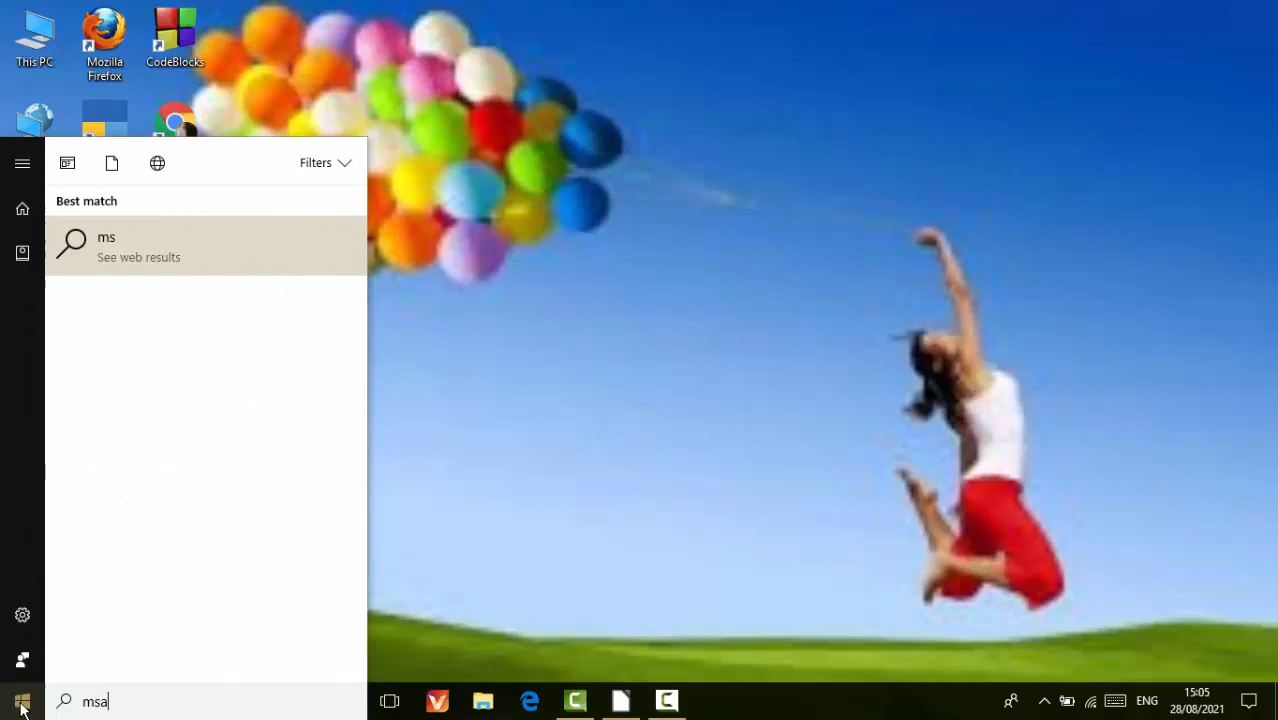 This PC
Mozilla
Firefox
CodeBlocks
Filters
Best match
ms
See web results
msa
ENG
15:05
28/08/2021